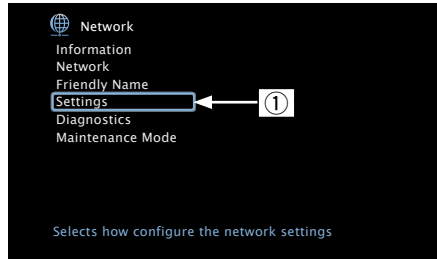 Network
Information
Network
Friendly Name
Settings
①
Diagnostics
Maintenance Mode
Selects how configure the network settings